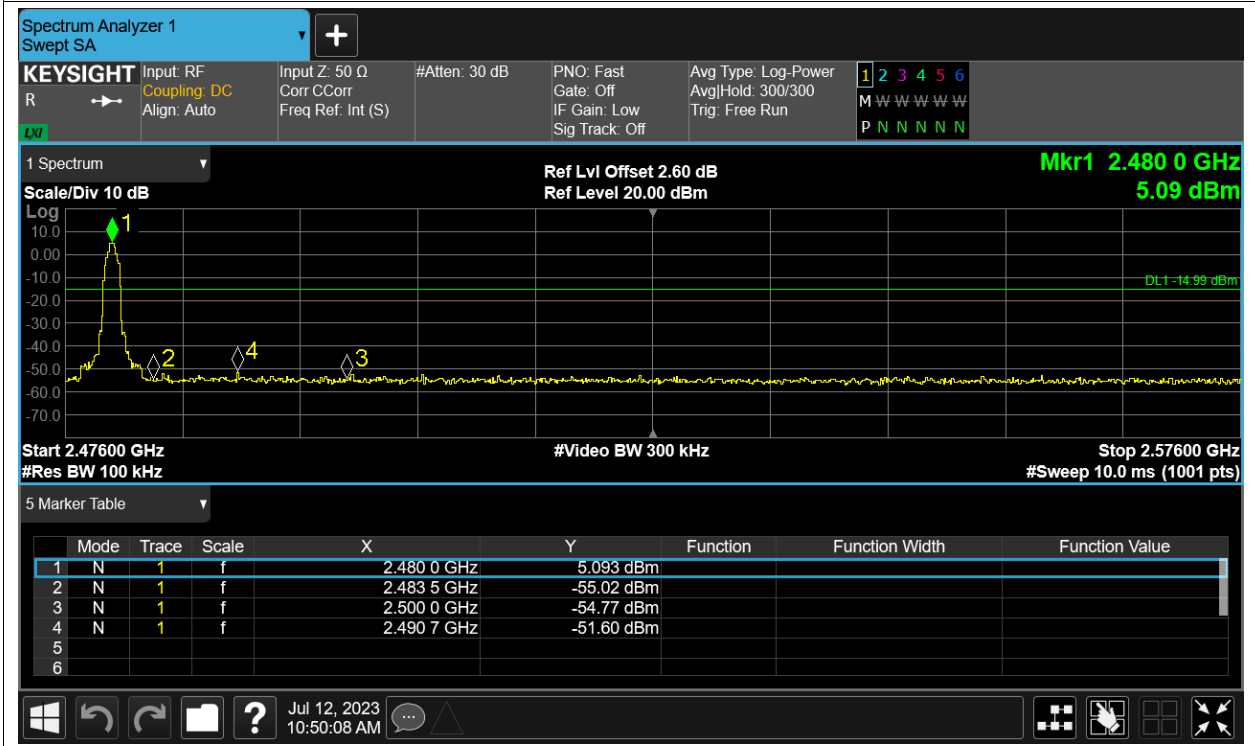 Spectrum Analyzer 1
Swept SA
+
KEYSIGHT
R
LXI
Input: RF
Coupling: DC
Align: Auto
Input Z: 50 Ω
Corr CCorr
Freq Ref: Int (S)
#Atten: 30 dB
PNO: Fast
Gate: Off
IF Gain: Low
Sig Track: Off
Avg Type: Log-Power
Avg|Hold: 300/300
Trig: Free Run
1 2 3 4 5 6
M W W W W W
P N N N N N
1 Spectrum
Scale/Div 10 dB
Ref Lvl Offset 2.60 dB
Ref Level 20.00 dBm
Mkr1 2.480 0 GHz
5.09 dBm
Log
10.0
0.00
-10.0
-20.0
-30.0
-40.0
-50.0
-60.0
-70.0
1
2
4
3
DL1 -14.99 dBm
Start 2.47600 GHz
#Res BW 100 kHz
#Video BW 300 kHz
Stop 2.57600 GHz
#Sweep 10.0 ms (1001 pts)
5 Marker Table
Mode Trace Scale X Y Function Function Width Function Value
1 N 1 f 2.480 0 GHz 5.093 dBm
2 N 1 f 2.483 5 GHz -55.02 dBm
3 N 1 f 2.500 0 GHz -54.77 dBm
4 N 1 f 2.490 7 GHz -51.60 dBm
5
6
?
Jul 12, 2023
10:50:08 AM